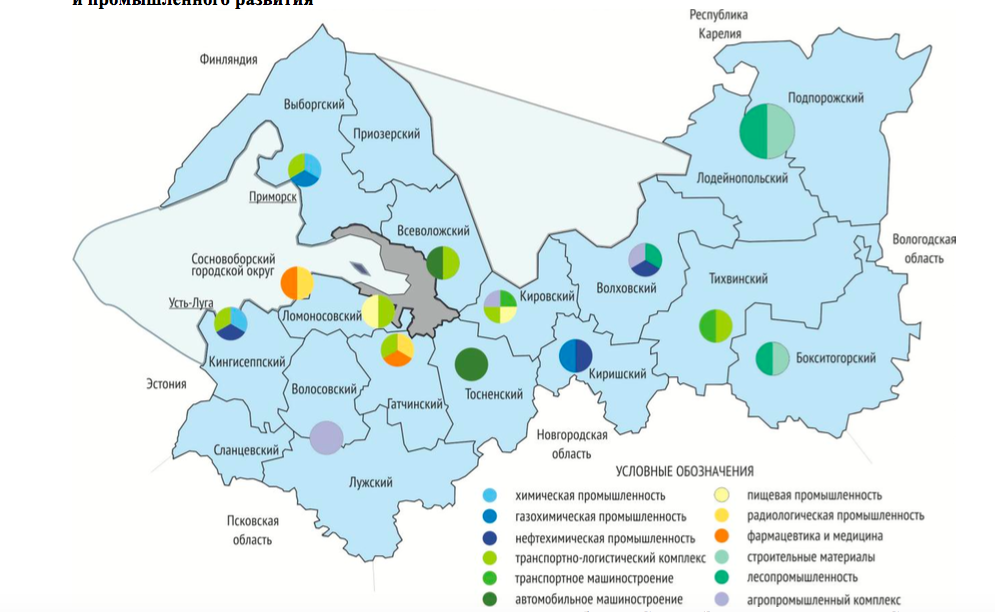 и промышленного развития
Республика
Карелия
Финляндия
Подпорожский
Выборгский
Приозерский
Лодейнопольский
Приморск
Всеволожский
Вологодская
область
Сосновоборский
городской округ
Тихвинский
Волховский
Кировский
Усть-Луга
Ломоносовский
Бокситогорский
Кингисеппский
Киришский
Эстония
Волосовский
Тосненский
Гатчинский
Новгородская
область
Сланцевский
Лужский
Псковская
область
УСЛОВНЫЕ ОБОЗНАЧЕНИЯ
химическая промышленность
газохимическая промышленность
нефтехимическая промышленность
транспортно-логистический комплекс
транспортное машиностроение
автомобильное машиностроение
пищевая промышленность
радиологическая промышленность
фармацевтика и медицина
строительные материалы
леспромышленность
агропромышленный комплекс